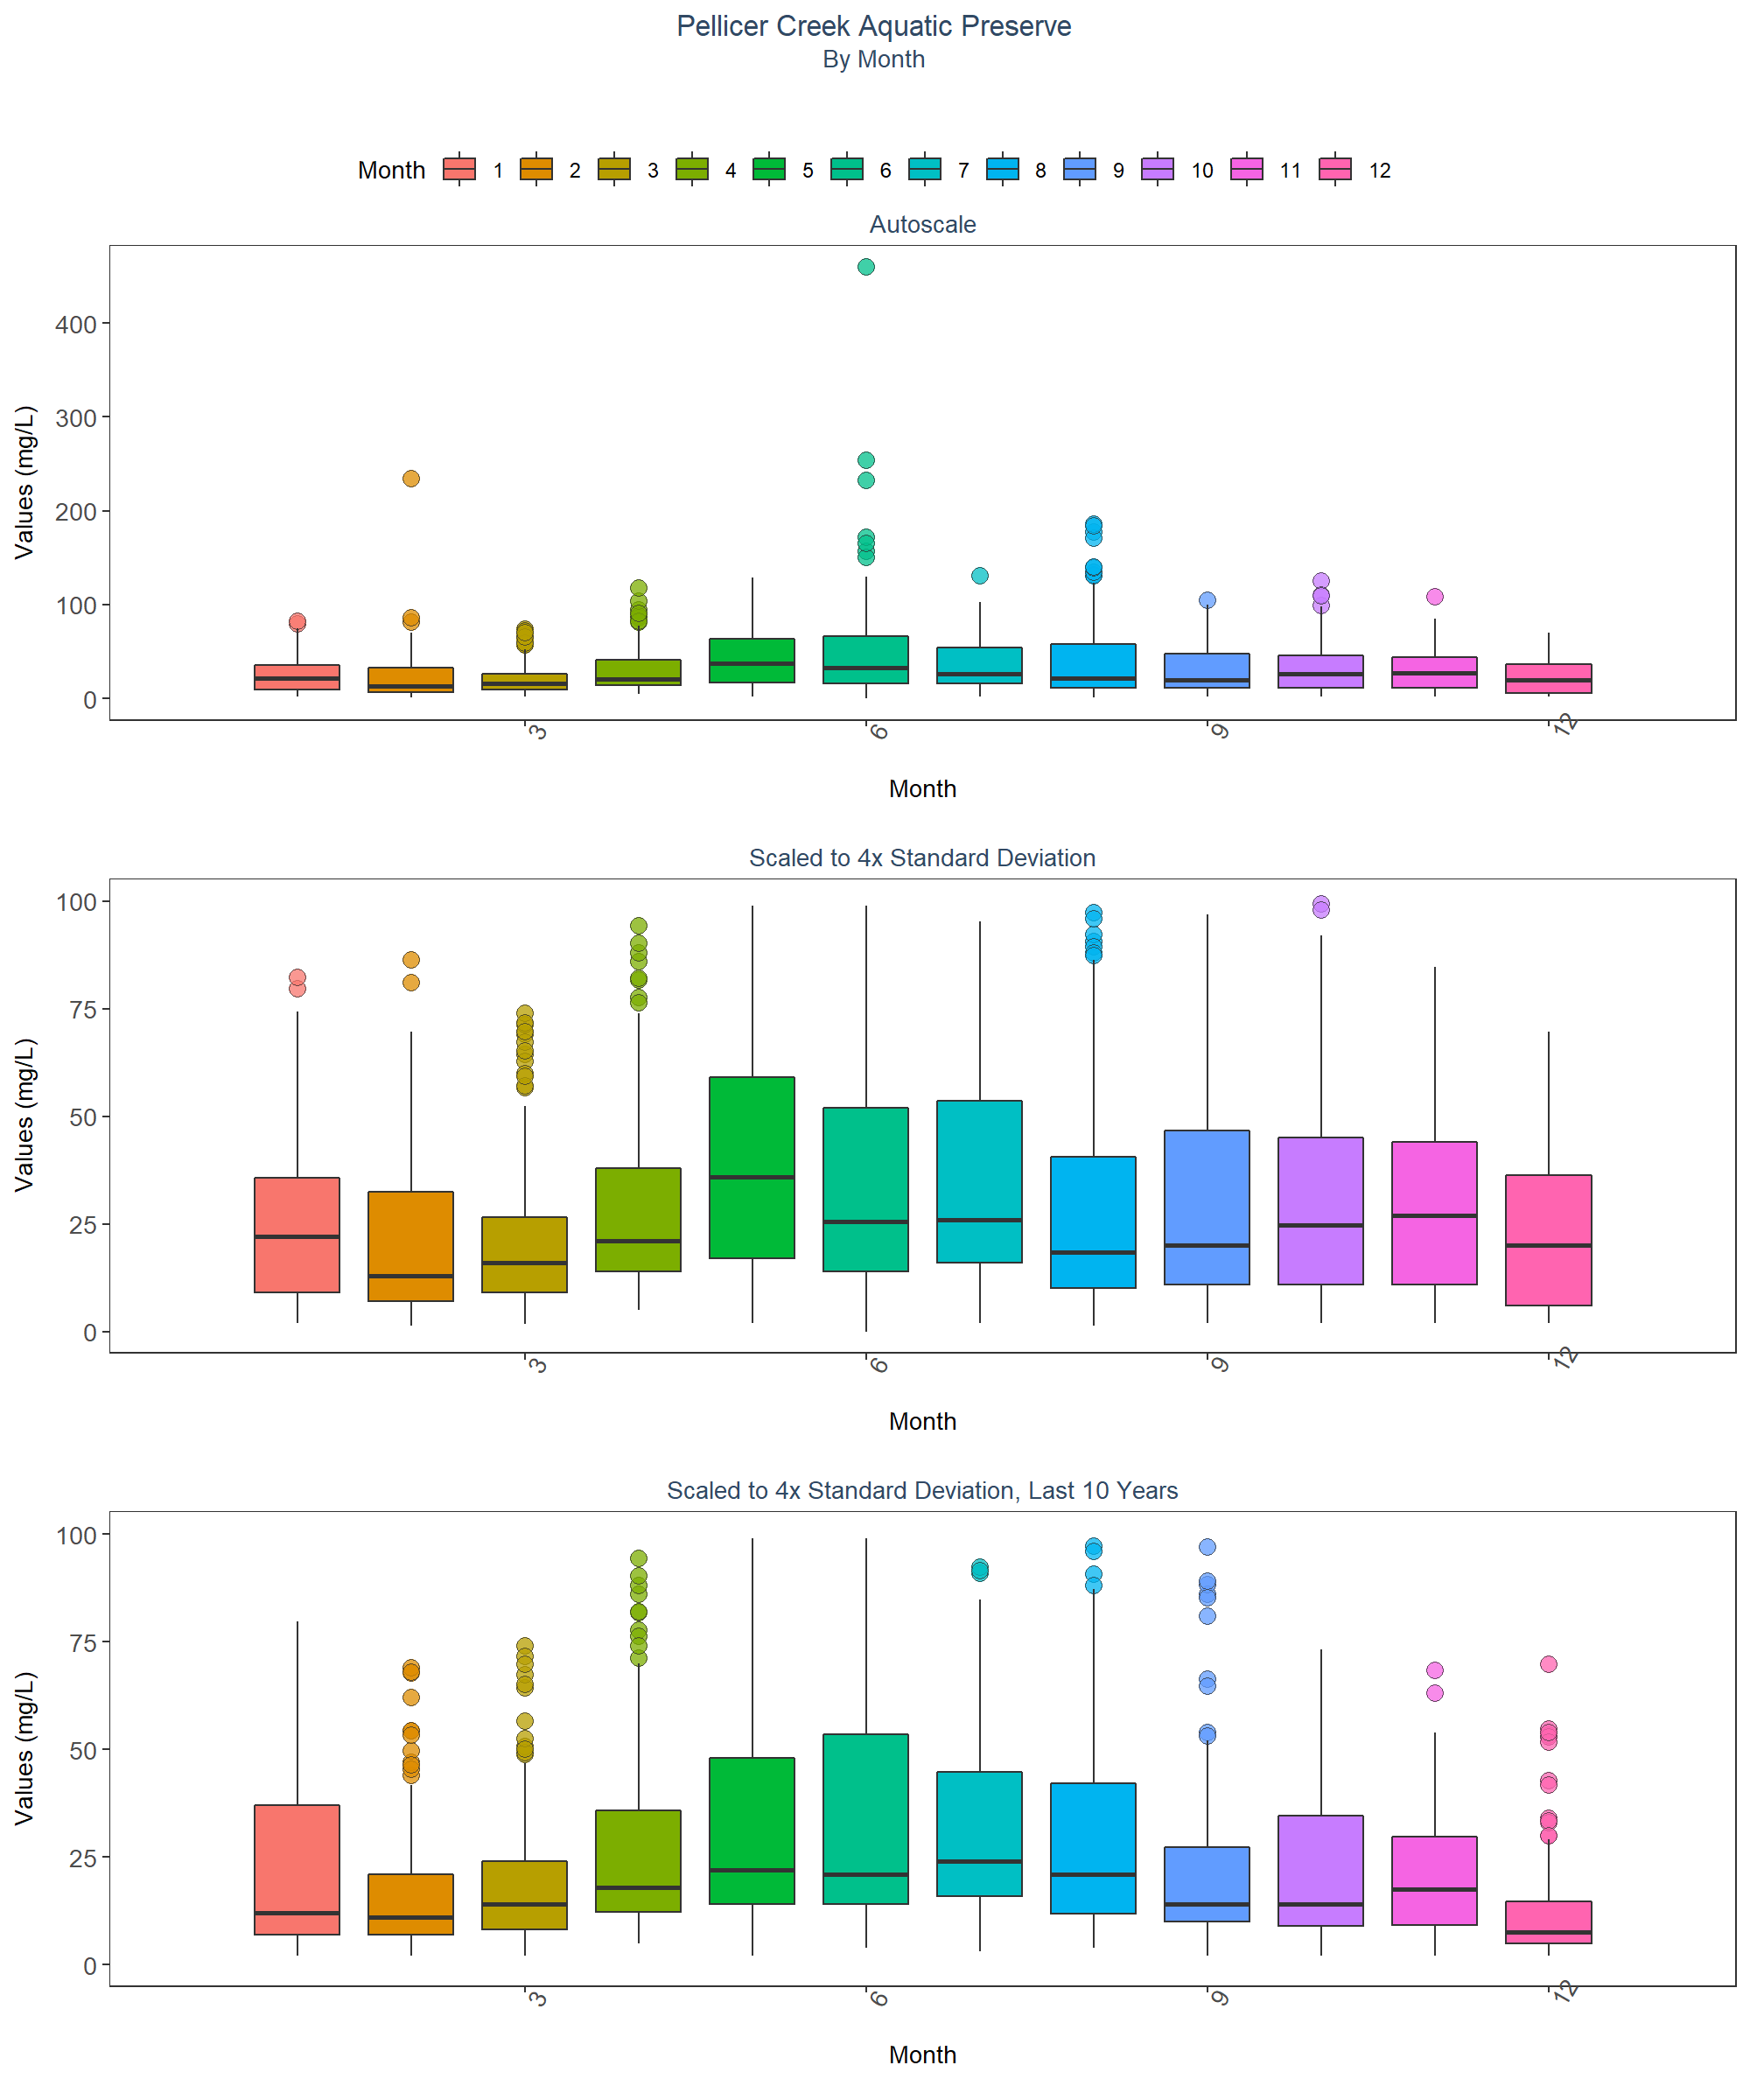 Pellicer Creek Aquatic Preserve
By Month
Month 1 2 3 4 5 6 7 8 9 10 11 12
Autoscale
Values (mg/L)
400
300
200
100
0
3 6 9 12
Month
Scaled to 4x Standard Deviation
Values (mg/L)
100
75
50
25
0
3 6 9 12
Month
Scaled to 4x Standard Deviation, Last 10 Years
Values (mg/L)
100
75
50
25
0
3 6 9 12
Month